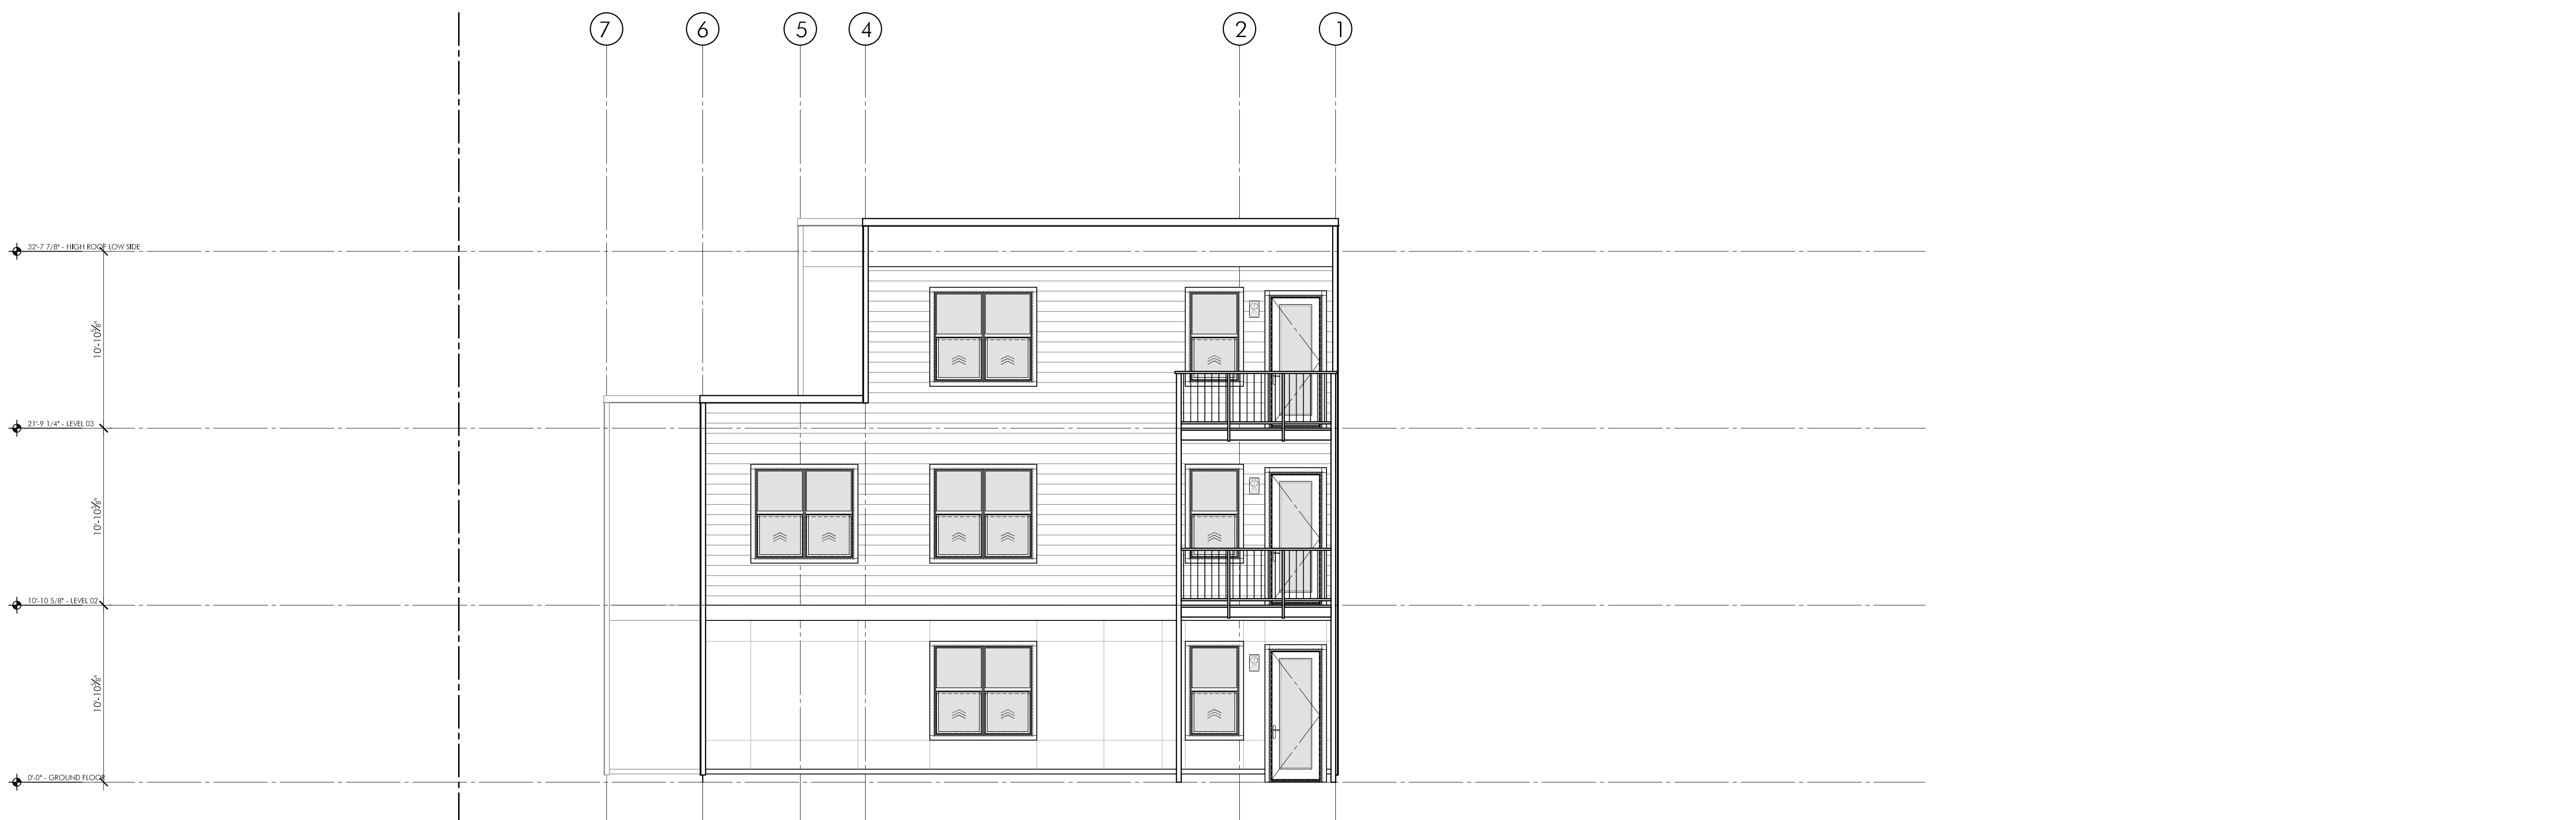 7 6 5 4 2 1
32'-7 7/8" - HIGH ROOF LOW SIDE
10'-10⅝"
21'-9 1/4" - LEVEL 03
10'-10⅝"
10'-10 5/8" - LEVEL 02
10'-10⅝"
0'-0" - GROUND FLOOR